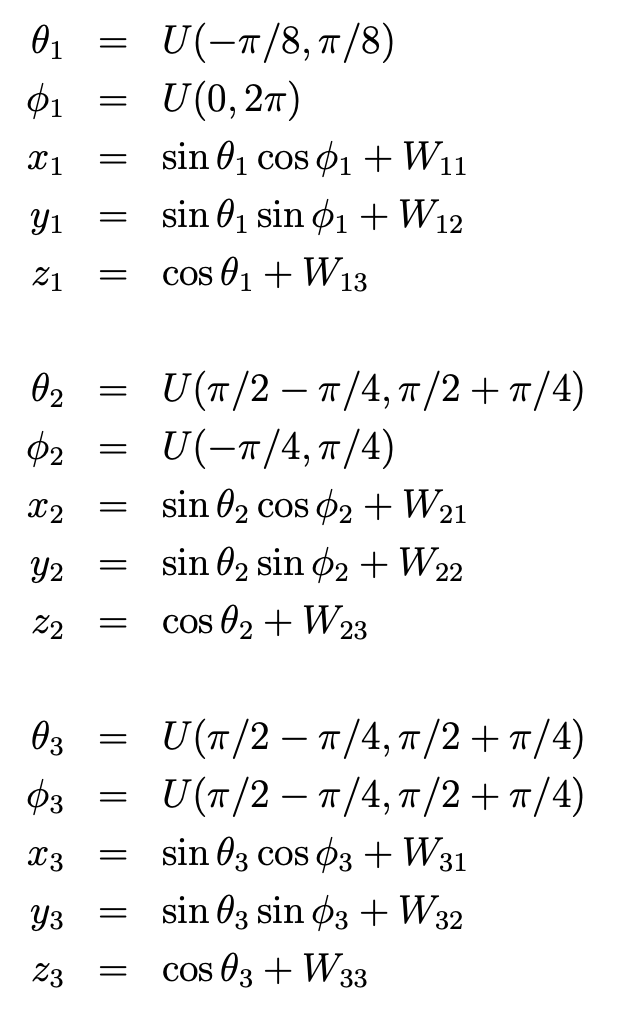 θ₁ = U(−π/8, π/8)
ϕ₁ = U(0, 2π)
x₁ = sin θ₁ cos ϕ₁ + W₁₁
y₁ = sin θ₁ sin ϕ₁ + W₁₂
z₁ = cos θ₁ + W₁₃
θ₂ = U(π/2 − π/4, π/2 + π/4)
ϕ₂ = U(−π/4, π/4)
x₂ = sin θ₂ cos ϕ₂ + W₂₁
y₂ = sin θ₂ sin ϕ₂ + W₂₂
z₂ = cos θ₂ + W₂₃
θ₃ = U(π/2 − π/4, π/2 + π/4)
ϕ₃ = U(π/2 − π/4, π/2 + π/4)
x₃ = sin θ₃ cos ϕ₃ + W₃₁
y₃ = sin θ₃ sin ϕ₃ + W₃₂
z₃ = cos θ₃ + W₃₃